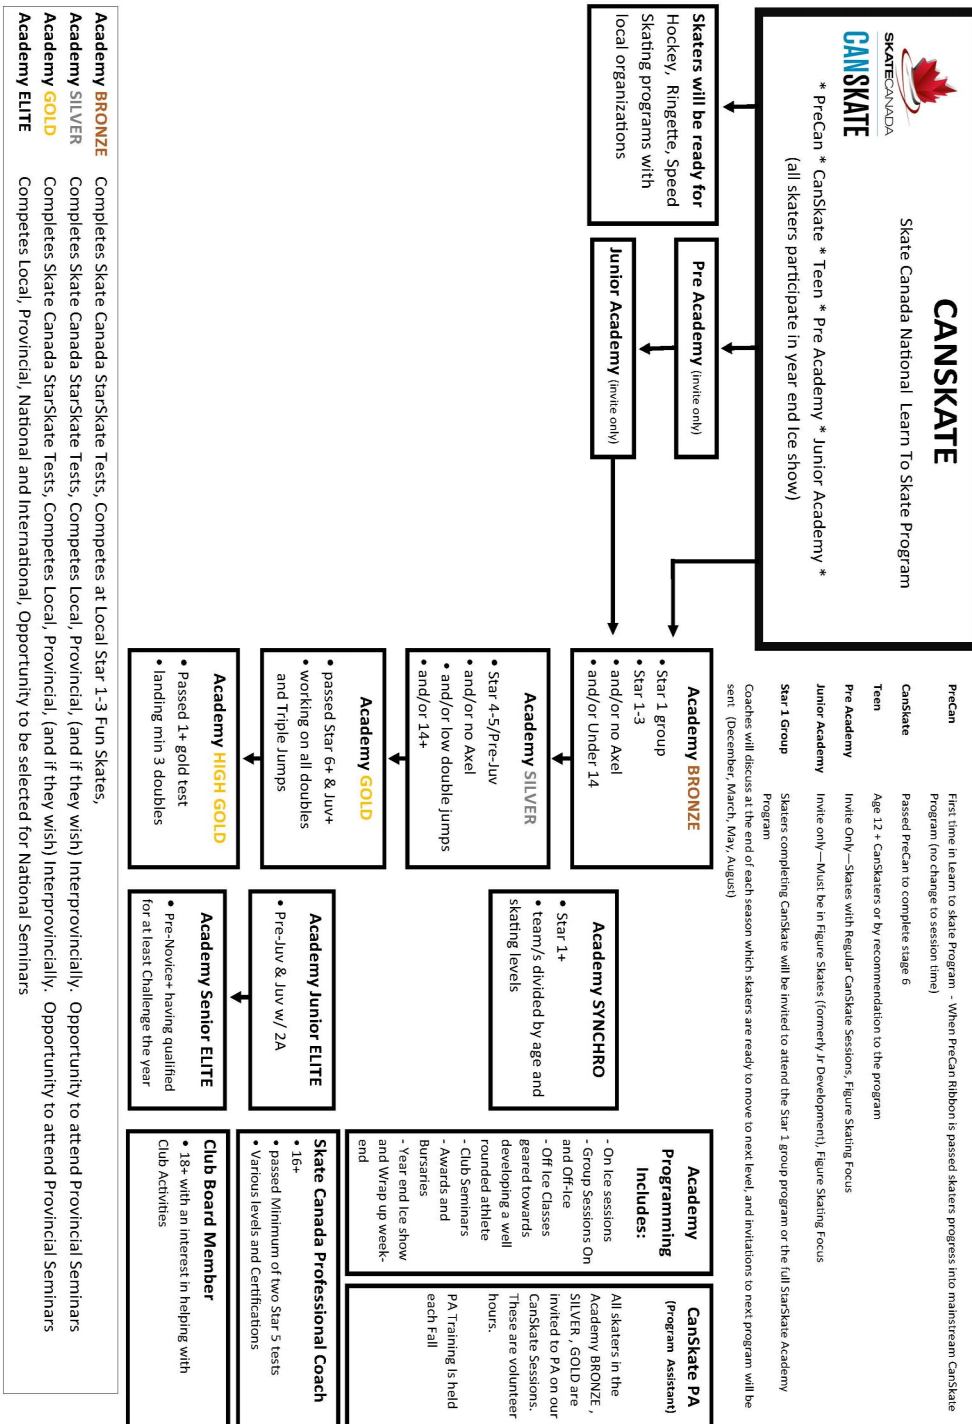 SKATECANADA
CANSKATE
CANSKATE
Skate Canada National Learn To Skate Program
* PreCan * CanSkate * Teen * Pre Academy * Junior Academy *
(all skaters participate in year end Ice show)
PreCan First time in Learn to skate Program - When PreCan Ribbon is passed skaters progress into mainstream CanSkate
Program (no change to session time)
CanSkate Passed PreCan to complete stage 6
Teen Age 12 + CanSkaters or by recommendation to the program
Pre Academy Invite Only—Skates with Regular CanSkate Sessions, Figure Skating Focus
Junior Academy Invite only—Must be in Figure Skates (formerly Jr Development), Figure Skating Focus
Star 1 Group Skaters completing CanSkate will be invited to attend the Star 1 group program or the full StarSkate Academy
Program
Coaches will discuss at the end of each season which skaters are ready to move to next level, and invitations to next program will be
sent (December, March, May, August)
Skaters will be ready for
Hockey, Ringette, Speed
Skating programs with
local organizations
Pre Academy (invite only)
Junior Academy (invite only)
Academy BRONZE
• Star 1 group
• Star 1-3
• and/or no Axel
• and/or Under 14
Academy SILVER
• Star 4-5/Pre-Juv
• and/or no Axel
• and/or low double jumps
• and/or 14+
Academy GOLD
• passed Star 6+ & Juv+
• working on all doubles
and Triple Jumps
Academy HIGH GOLD
• Passed 1+ gold test
• landing min 3 doubles
Academy SYNCHRO
• Star 1+
• team/s divided by age and
skating levels
Academy Junior ELITE
• Pre-Juv & Juv w/ 2A
Academy Senior ELITE
• Pre-Novice+ having qualified
for at least Challenge the year
Academy
Programming
Includes:
- On Ice sessions
- Group Sessions On
and Off-Ice
- Off Ice Classes
geared towards
developing a well
rounded athlete
- Club Seminars
- Awards and
Bursaries
- Year end Ice show
and Wrap up week-
end
CanSkate PA
(Program Assistant)
All skaters in the
Academy BRONZE ,
SILVER , GOLD are
invited to PA on our
CanSkate Sessions.
These are volunteer
hours.
PA Training Is held
each Fall
Skate Canada Professional Coach
• 16+
• passed Minimum of two Star 5 tests
• Various levels and Certifications
Club Board Member
• 18+ with an interest in helping with
Club Activities
Academy BRONZE Completes Skate Canada StarSkate Tests, Competes at Local Star 1-3 Fun Skates,
Academy SILVER Completes Skate Canada StarSkate Tests, Competes Local, Provincial, (and if they wish) Interprovincially. Opportunity to attend Provincial Seminars
Academy GOLD Completes Skate Canada StarSkate Tests, Competes Local, Provincial, (and if they wish) Interprovincially. Opportunity to attend Provincial Seminars
Academy ELITE Competes Local, Provincial, National and International, Opportunity to be selected for National Seminars